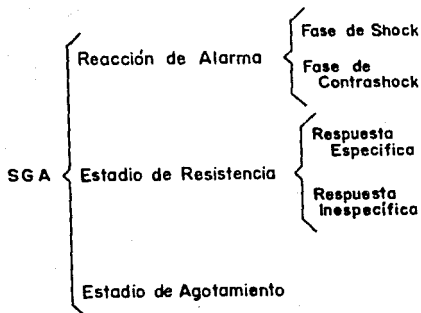 Fase de Shock
Reacción de Alarma
Fase de
Contrashock
Respuesta
Específica
SGA
Estadio de Resistencia
Respuesta
Inespecífica
Estadio de Agotamiento